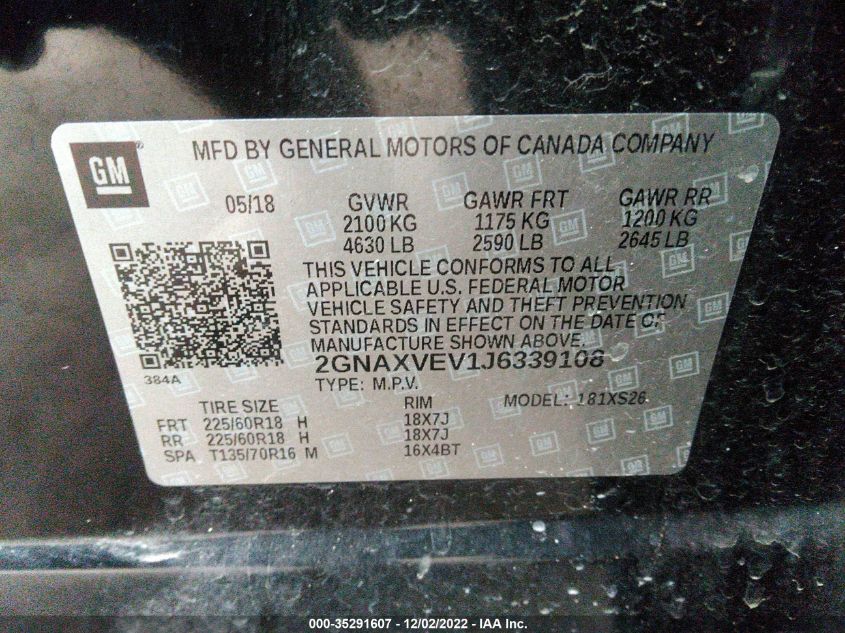 GM
MFD BY GENERAL MOTORS OF CANADA COMPANY
05/18 GVWR GAWR FRT GAWR RR
2100 KG 1175 KG 1200 KG
4630 LB 2590 LB 2645 LB
THIS VEHICLE CONFORMS TO ALL
APPLICABLE U.S. FEDERAL MOTOR
VEHICLE SAFETY AND THEFT PREVENTION
STANDARDS IN EFFECT ON THE DATE OF
MANUFACTURE SHOWN ABOVE.
2GNAXVEV1J6339108
384A
TYPE: M.P.V. MODEL: 181XS26
TIRE SIZE RIM
FRT 225/60R18 H 18X7J
RR 225/60R18 H 18X7J
SPA T135/70R16 M 16X4BT
000-35291607 - 12/02/2022 - IAA Inc.